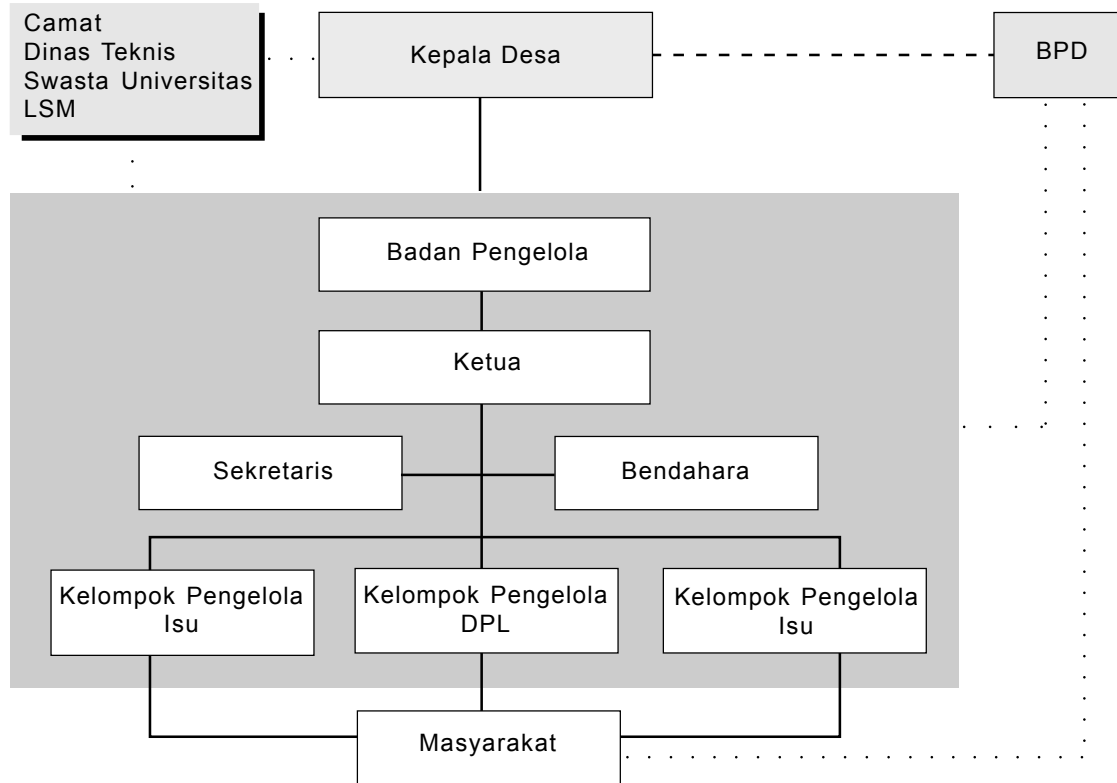 Camat
Dinas Teknis
Swasta Universitas
LSM
Kepala Desa
BPD
Badan Pengelola
Ketua
Sekretaris
Bendahara
Kelompok Pengelola
Isu
Kelompok Pengelola
DPL
Kelompok Pengelola
Isu
Masyarakat